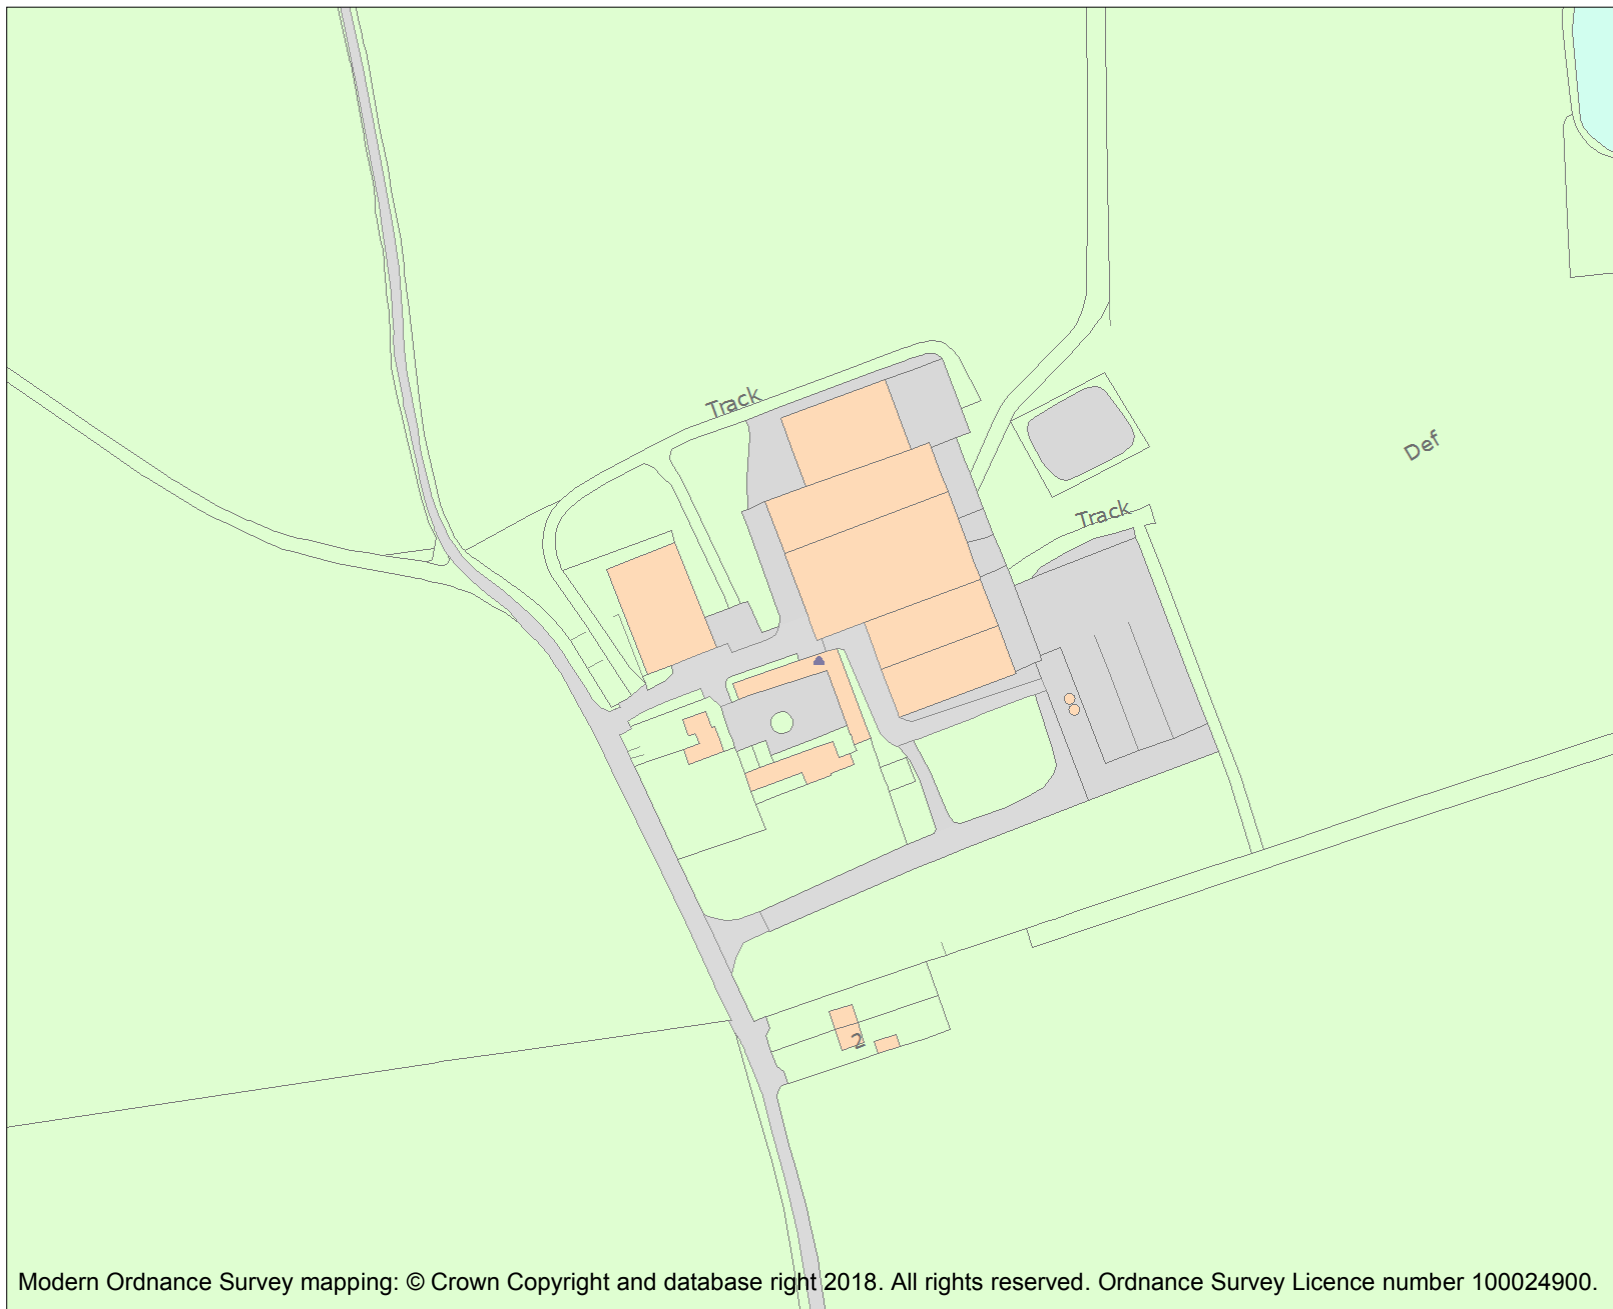 Track
Def
Track
2
Modern Ordnance Survey mapping: © Crown Copyright and database right 2018. All rights reserved. Ordnance Survey Licence number 100024900.